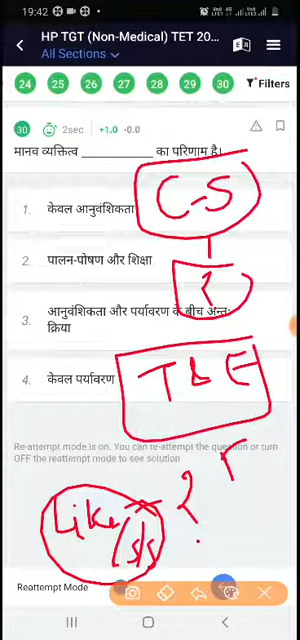 19:42
HP TGT (Non-Medical) TET 20...
All Sections
24 25 26 27 28 29 30 Filters
30 2sec +1.0 -0.0
मानव व्यक्तित्व __________ का परिणाम है।
C-S
1. केवल आनुवंशिकता
2. पालन-पोषण और शिक्षा
?
3. आनुवंशिकता और पर्यावरण के बीच अन्तः
क्रिया
T & E
4. केवल पर्यावरण
Re-attempt mode is on. You can re-attempt the question or turn
OFF the reattempt mode to see solution
Like
?
/S/S
Reattempt Mode